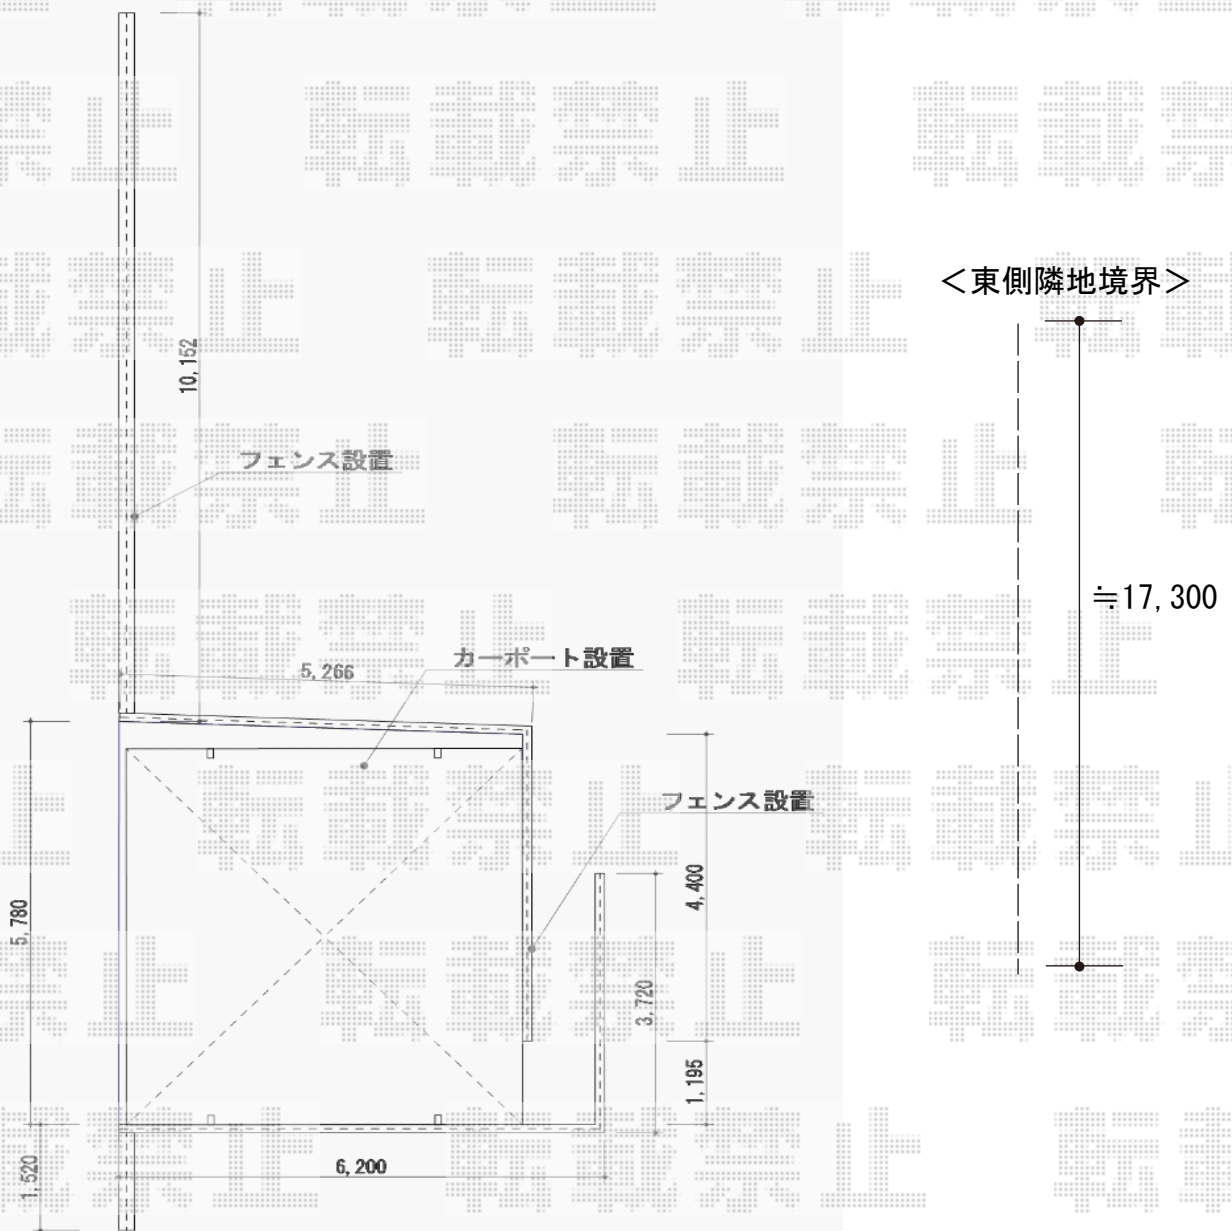 転載禁止
＜東側隣地境界＞
10,152
フェンス設置
≒17,300
カーポート設置
5,266
フェンス設置
4,400
5,780
3,720
1,195
1,520
6,200